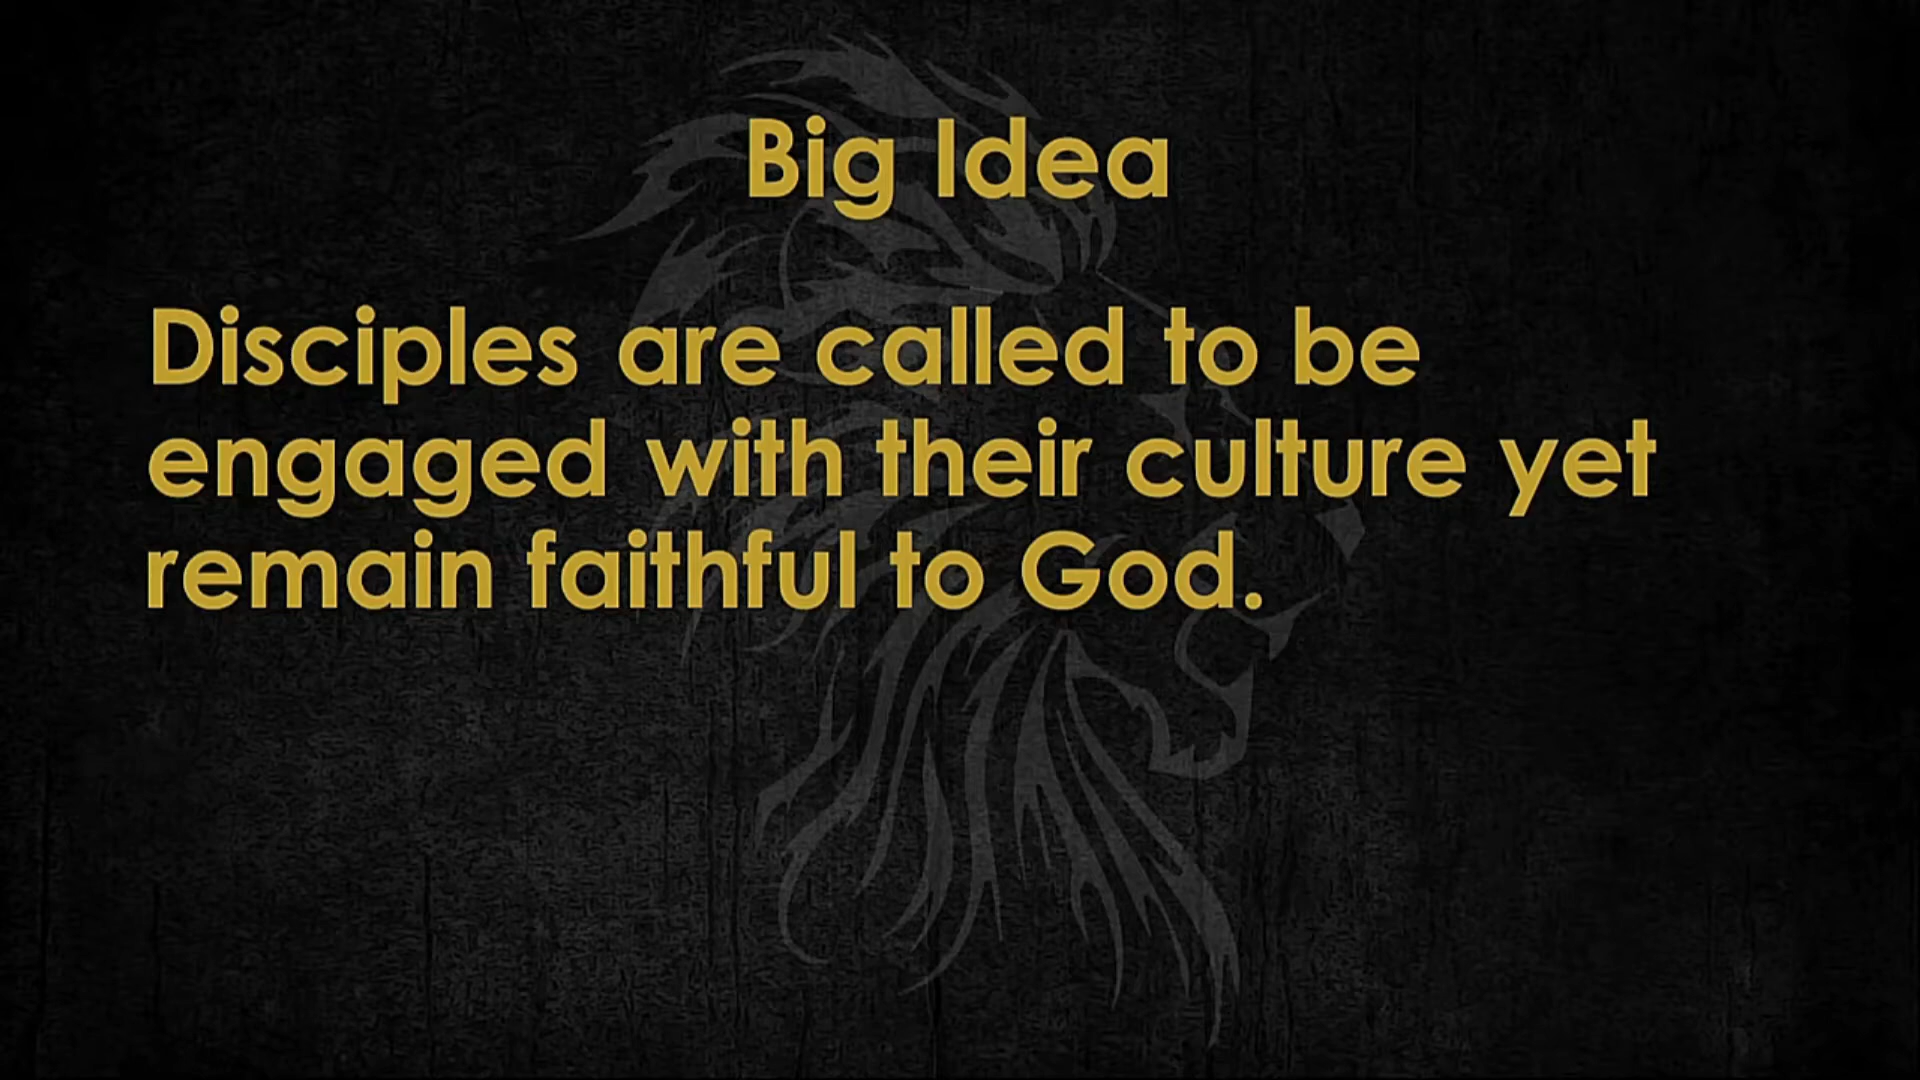 Big Idea
Disciples are called to be
engaged with their culture yet
remain faithful to God.